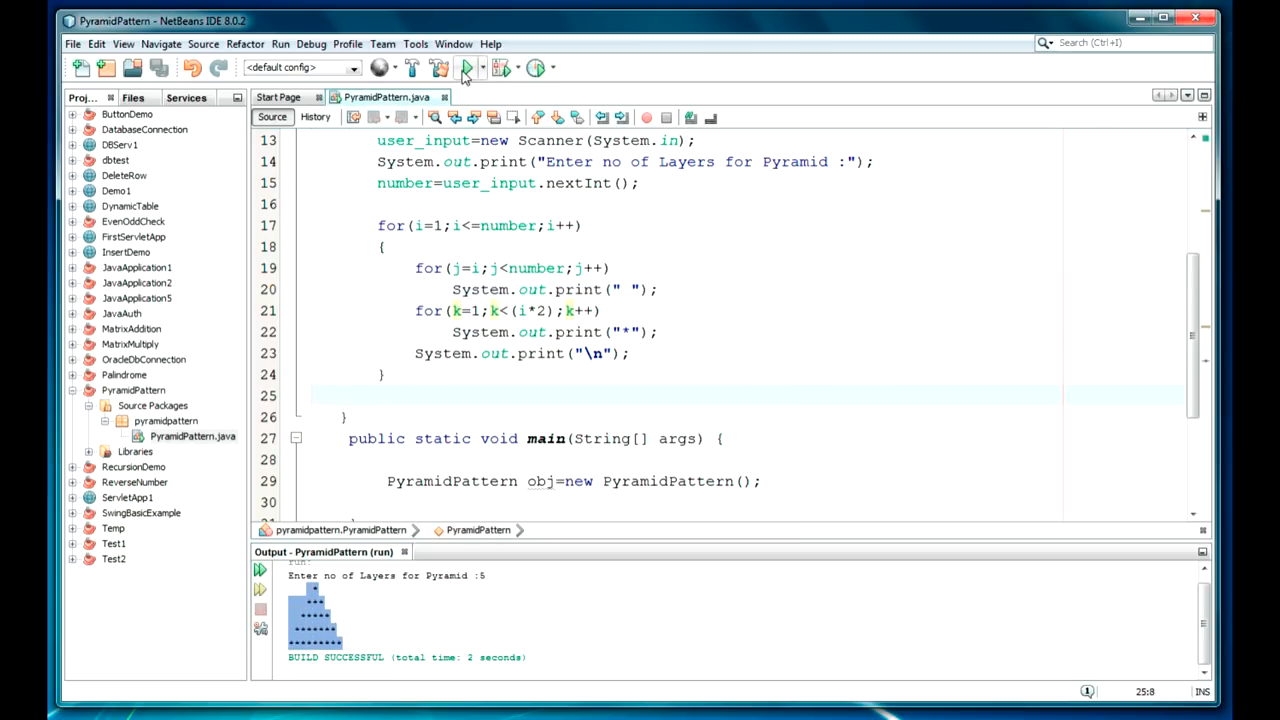 PyramidPattern - NetBeans IDE 8.0.2
File Edit View Navigate Source Refactor Run Debug Profile Team Tools Window Help
Search (Ctrl+I)
<default config>
Proj... Files Services
Start Page PyramidPattern.java
Source History
ButtonDemo
DatabaseConnection
DBServ1
dbtest
DeleteRow
Demo1
DynamicTable
EvenOddCheck
FirstServletApp
InsertDemo
JavaApplication1
JavaApplication2
JavaApplication5
JavaAuth
MatrixAddition
MatrixMultiply
OracleDbConnection
Palindrome
PyramidPattern
Source Packages
pyramidpattern
PyramidPattern.java
Libraries
RecursionDemo
ReverseNumber
ServletApp1
SwingBasicExample
Temp
Test1
Test2
13 user_input=new Scanner(System.in);
14 System.out.print("Enter no of Layers for Pyramid :");
15 number=user_input.nextInt();
16
17 for(i=1;i<=number;i++)
18 {
19 for(j=i;j<number;j++)
20 System.out.print(" ");
21 for(k=1;k<(i*2);k++)
22 System.out.print("*");
23 System.out.print("\n");
24 }
25
26 }
27 public static void main(String[] args) {
28
29 PyramidPattern obj=new PyramidPattern();
30
pyramidpattern.PyramidPattern PyramidPattern
Output - PyramidPattern (run)
run:
Enter no of Layers for Pyramid :5
*
***
*****
*******
*********
BUILD SUCCESSFUL (total time: 2 seconds)
1 25:8 INS